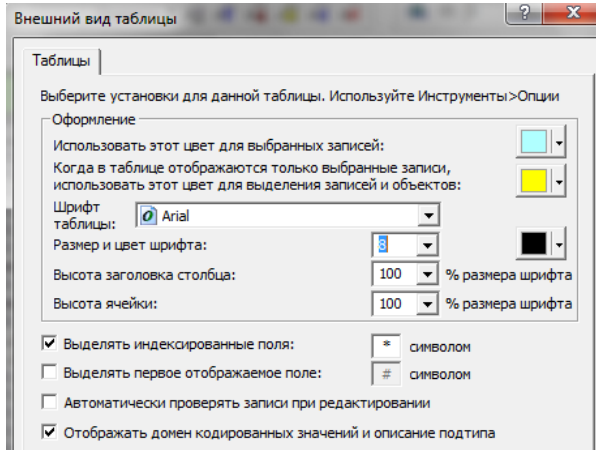 Внешний вид таблицы
?
Таблицы
Выберите установки для данной таблицы. Используйте Инструменты>Опции
Оформление
Использовать этот цвет для выбранных записей:
Когда в таблице отображаются только выбранные записи,
использовать этот цвет для выделения записей и объектов:
Шрифт
таблицы: Arial
Размер и цвет шрифта: 8
Высота заголовка столбца: 100 % размера шрифта
Высота ячейки: 100 % размера шрифта
Выделять индексированные поля: * символом
Выделять первое отображаемое поле: # символом
Автоматически проверять записи при редактировании
Отображать домен кодированных значений и описание подтипа